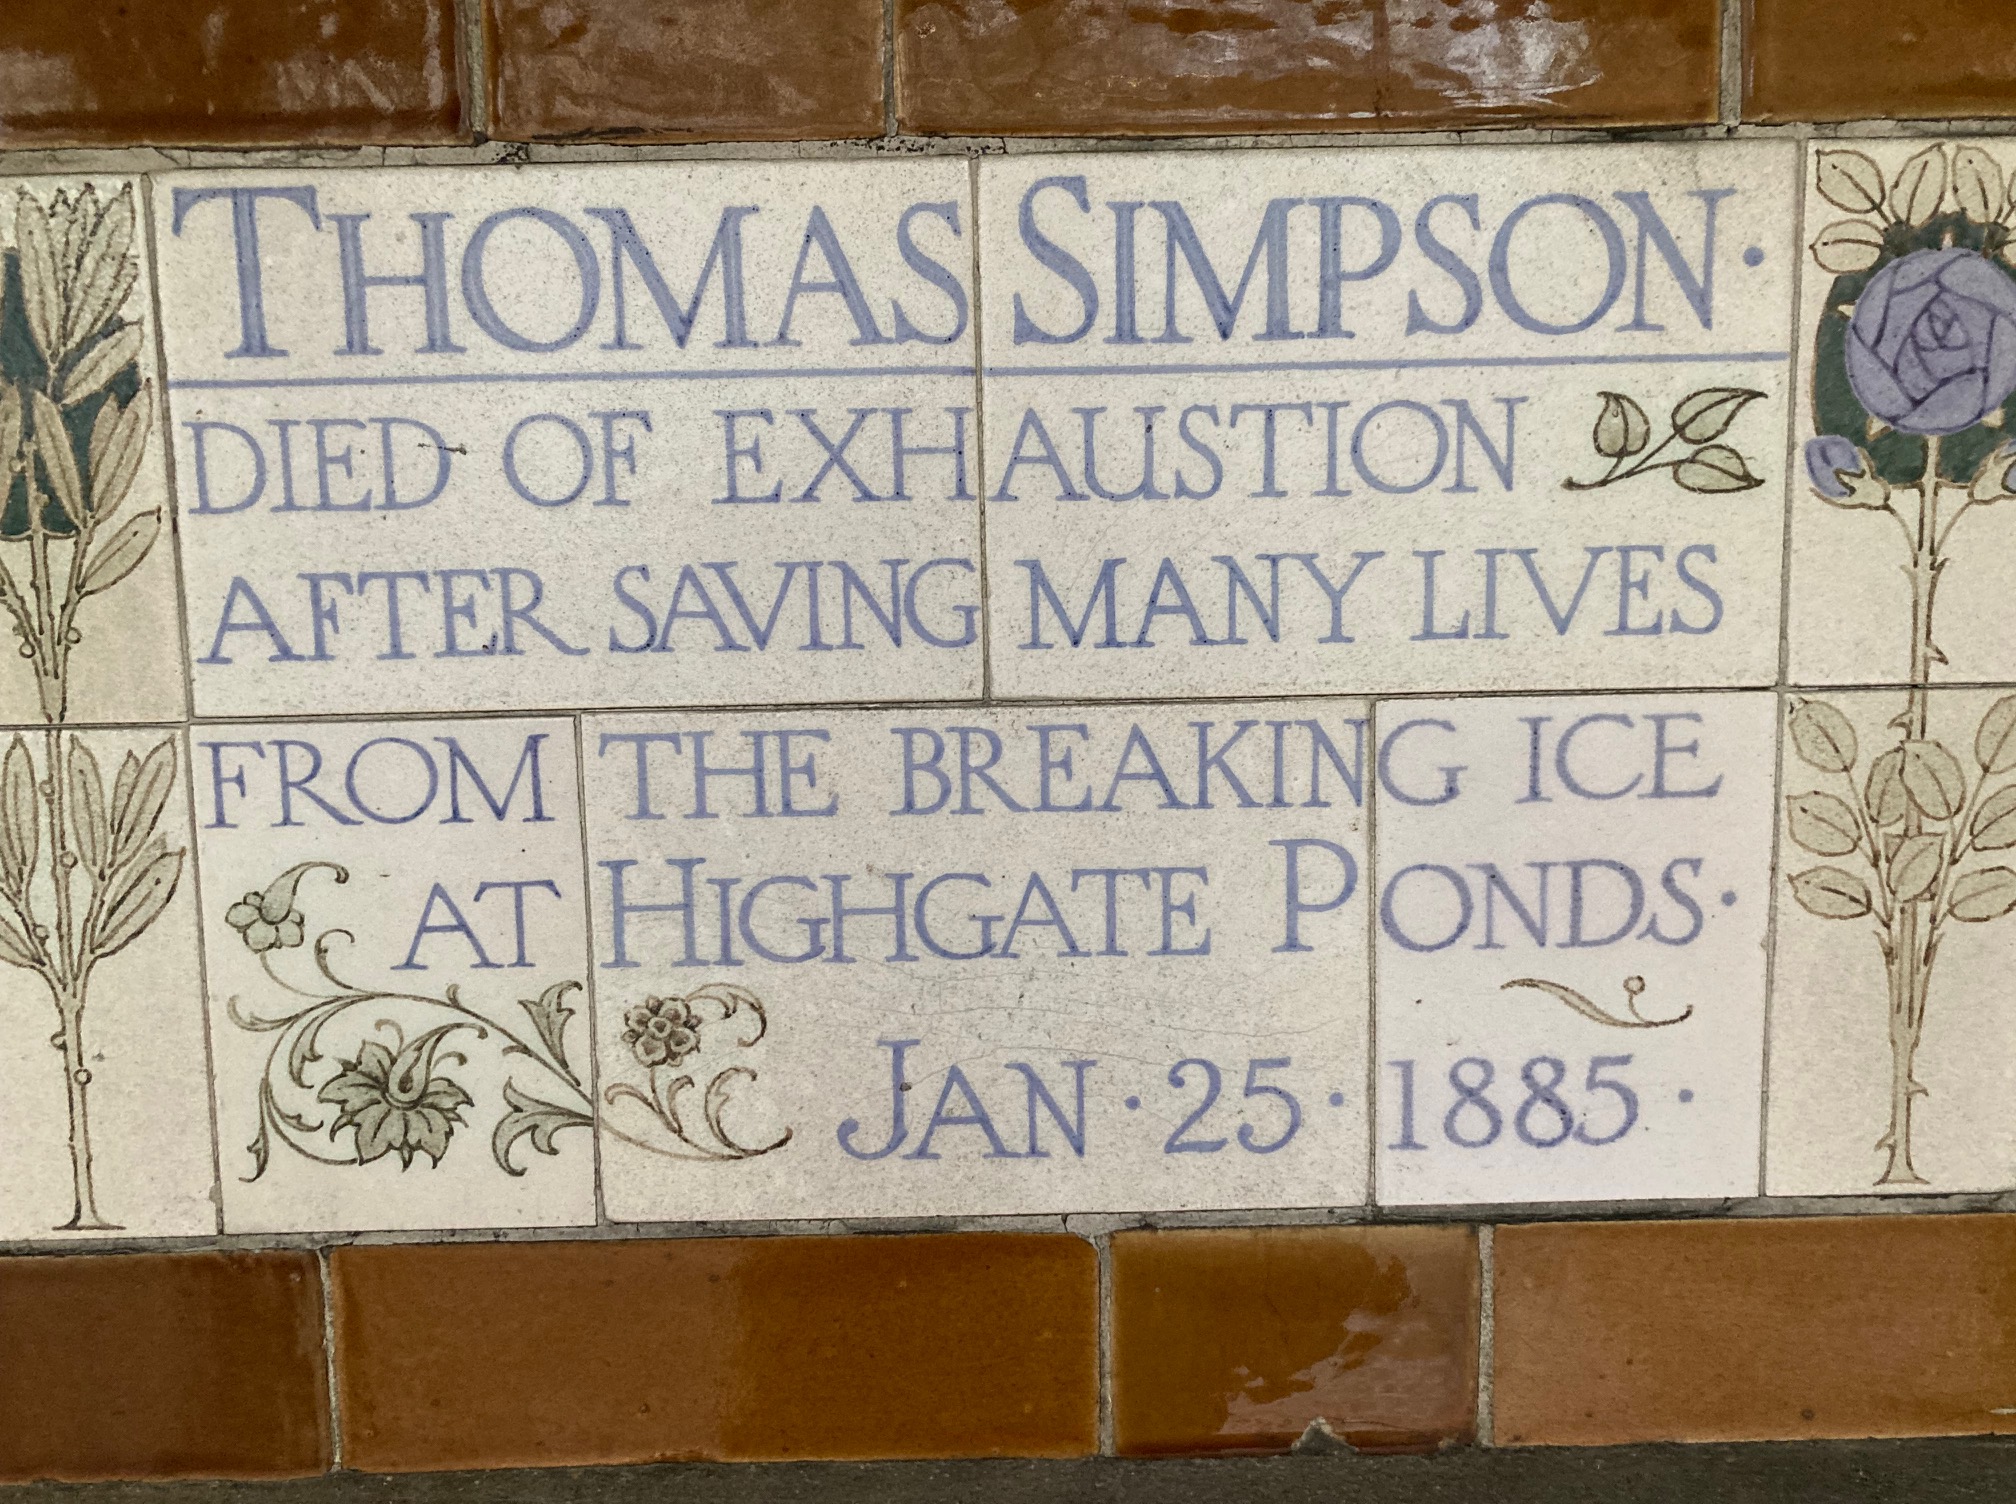 THOMAS SIMPSON·
DIED OF EXHAUSTION
AFTER SAVING MANY LIVES
FROM THE BREAKING ICE
AT HIGHGATE PONDS·
JAN·25·1885·